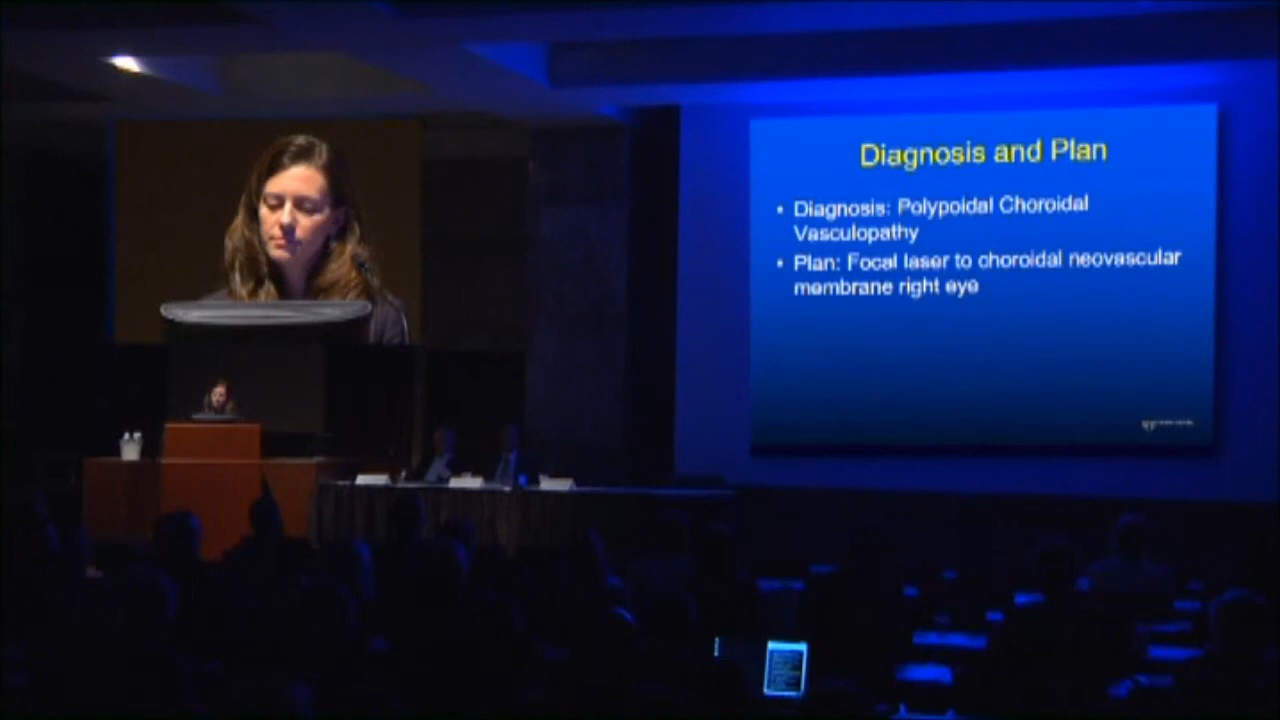 Diagnosis and Plan
• Diagnosis: Polypoidal Choroidal
Vasculopathy
• Plan: Focal laser to choroidal neovascular
membrane right eye